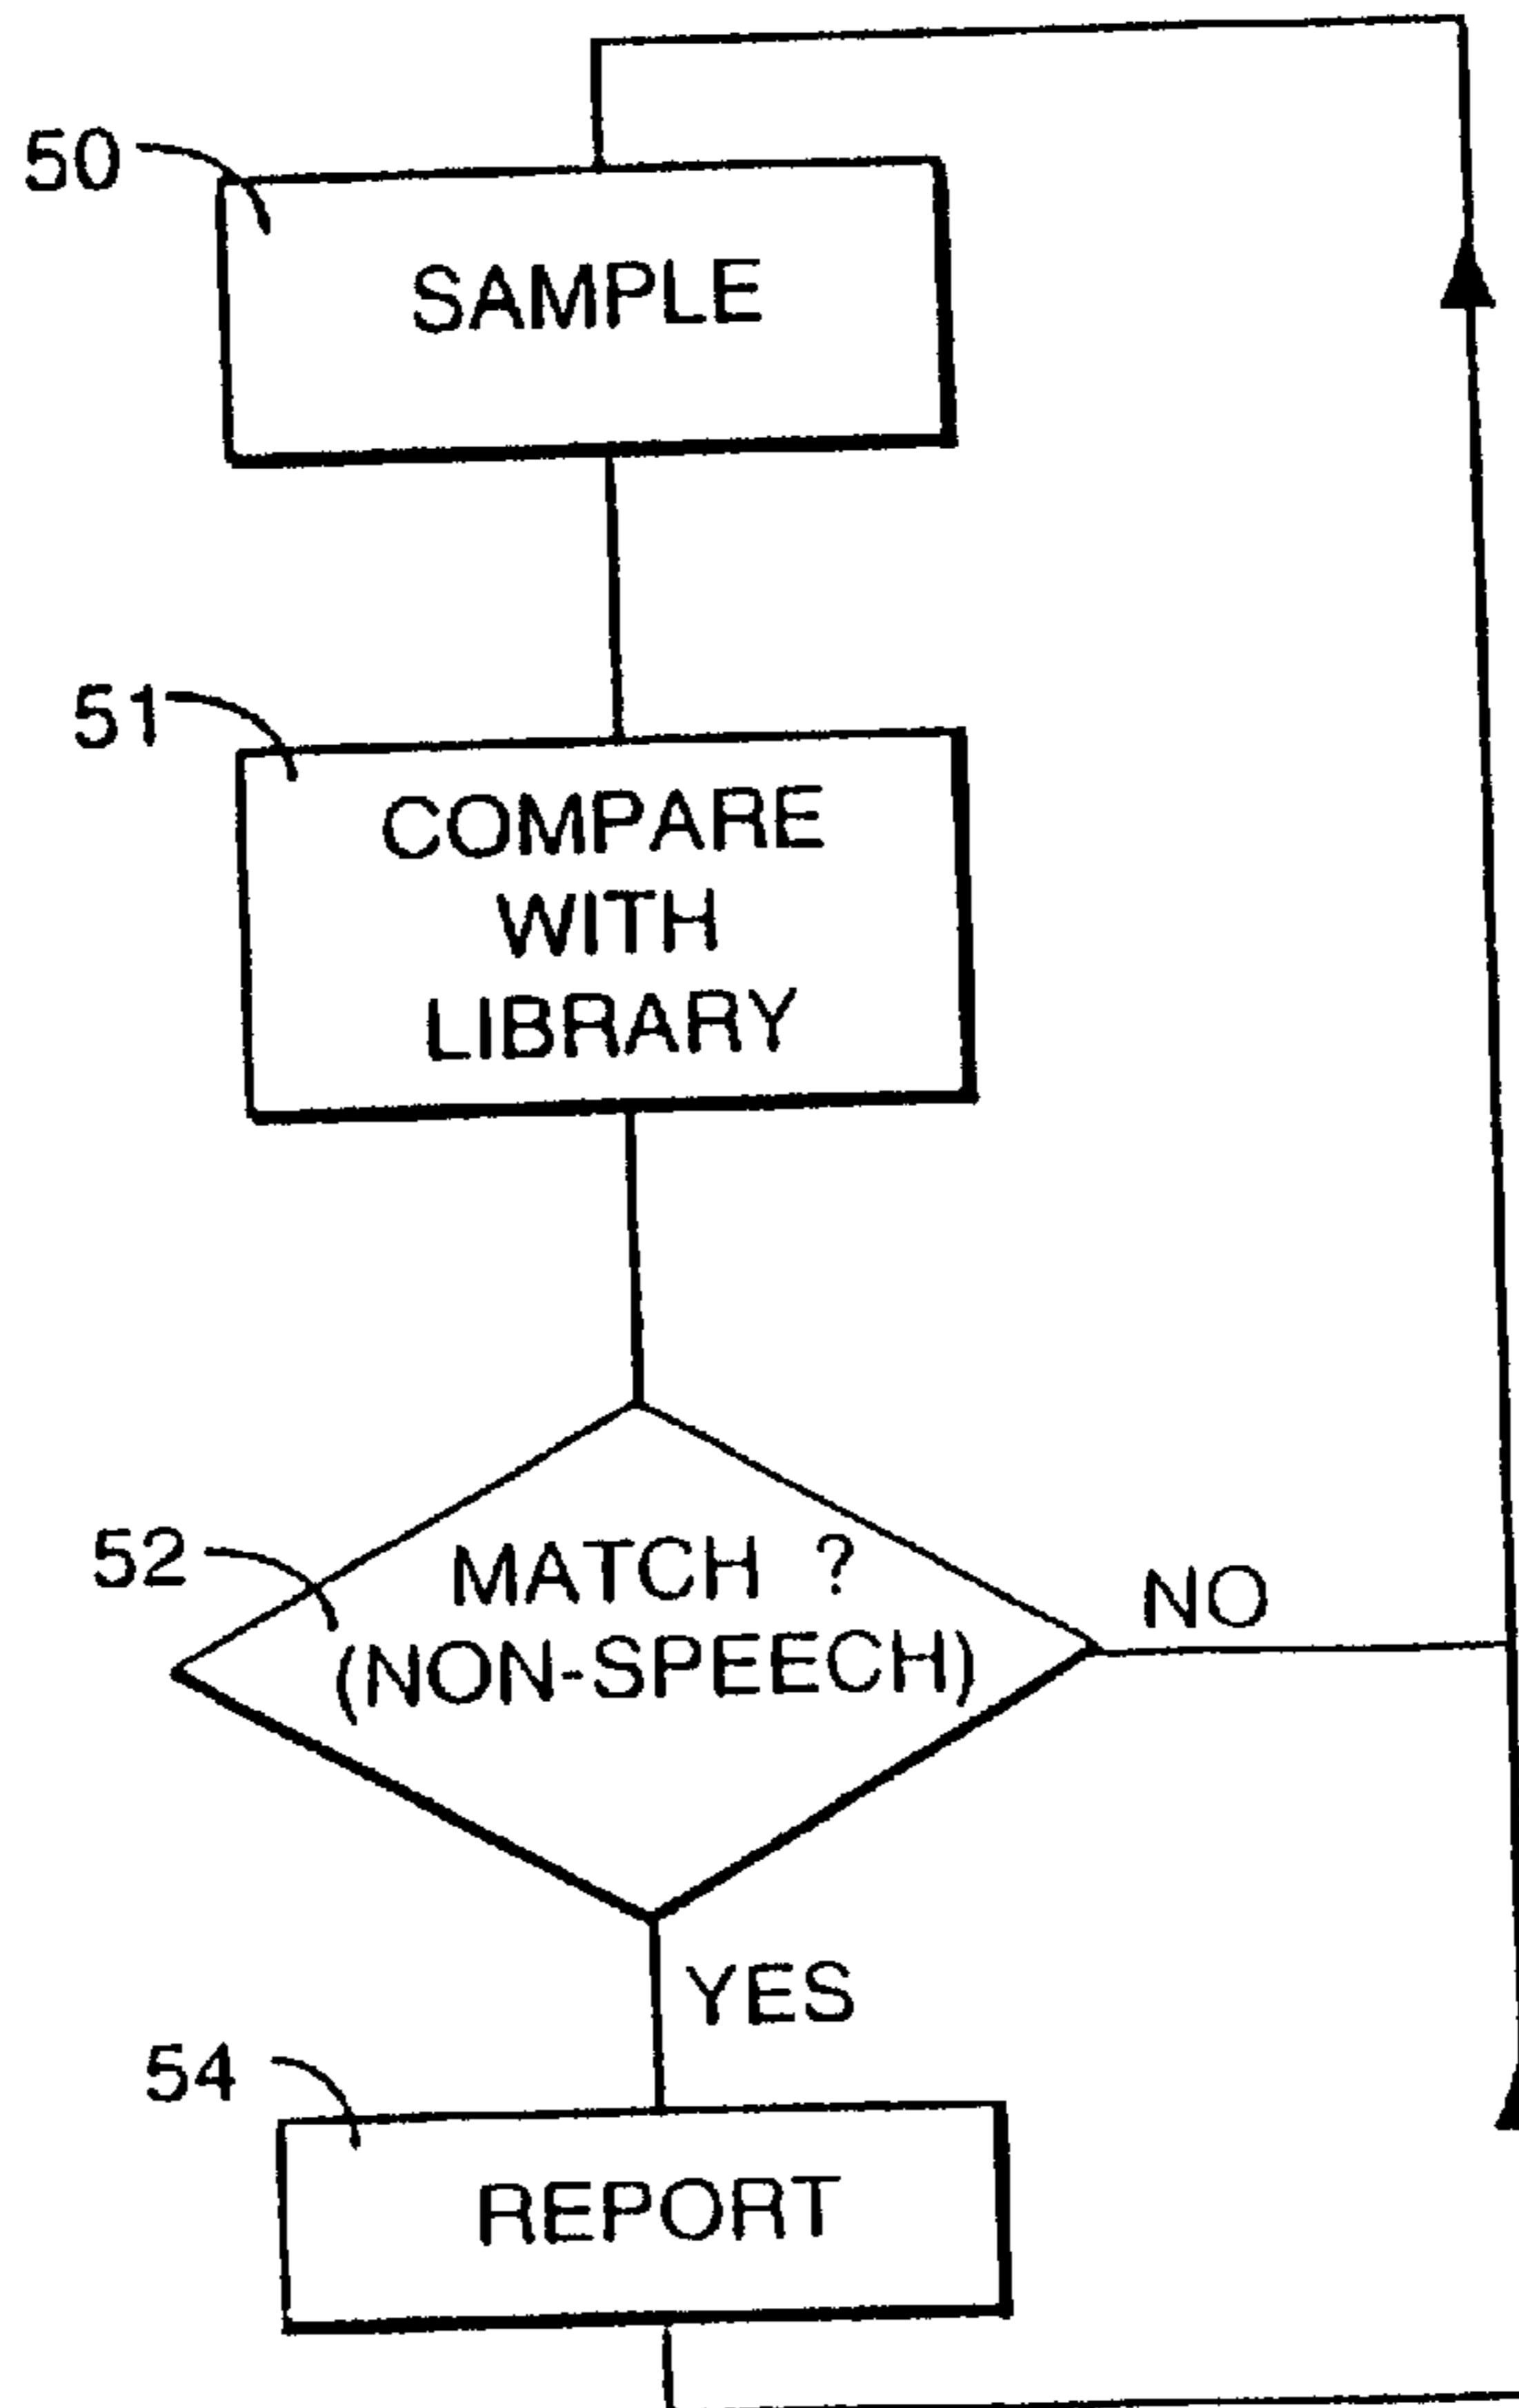 50
SAMPLE
51
COMPARE
WITH
LIBRARY
52
MATCH ?
(NON-SPEECH)
NO
YES
54
REPORT